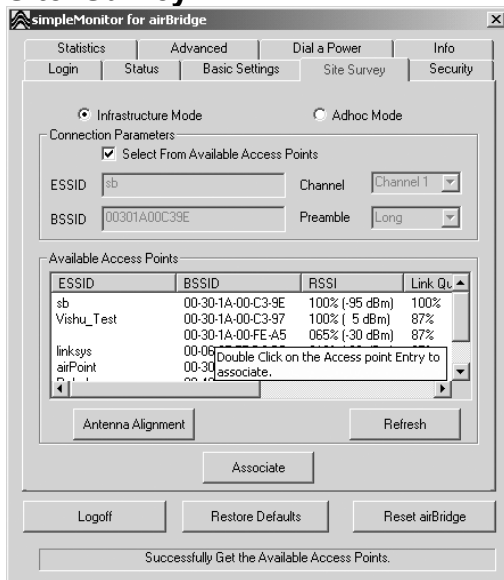 simpleMonitor for airBridge
Statistics Advanced Dial a Power Info
Login Status Basic Settings Site Survey Security
Infrastructure Mode Adhoc Mode
Connection Parameters
Select From Available Access Points
ESSID sb Channel Channel 1
BSSID 00301A00C39E Preamble Long
Available Access Points
ESSID BSSID RSSI Link
sb 00-30-1A-00-C3-9E 100% (-95 dBm) 100%
Vishu_Test 00-30-1A-00-C3-97 100% ( 5 dBm) 87%
00-30-1A-00-FE-A5 065% (-30 dBm) 87%
linksys 00-06
airPoint 00-30
Double Click on the Access point Entry to
associate.
Antenna Alignment Refresh
Associate
Logoff Restore Defaults Reset airBridge
Successfully Get the Available Access Points.